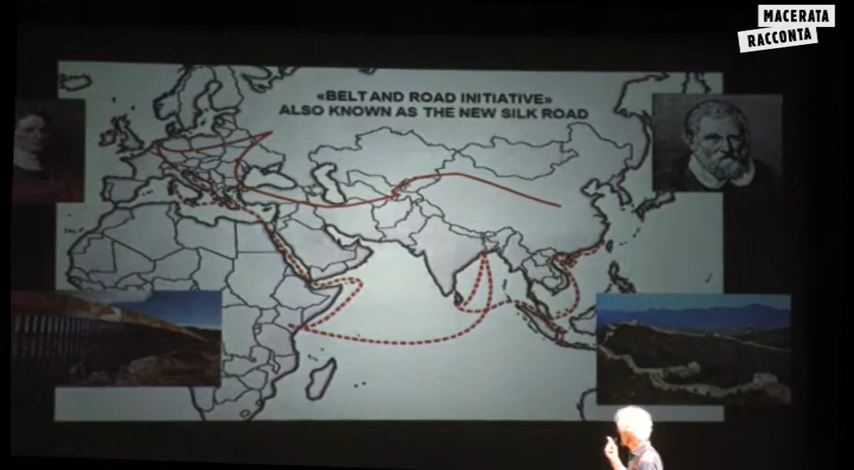 MACERATA
RACCONTA
«BELT AND ROAD INITIATIVE»
ALSO KNOWN AS THE NEW SILK ROAD